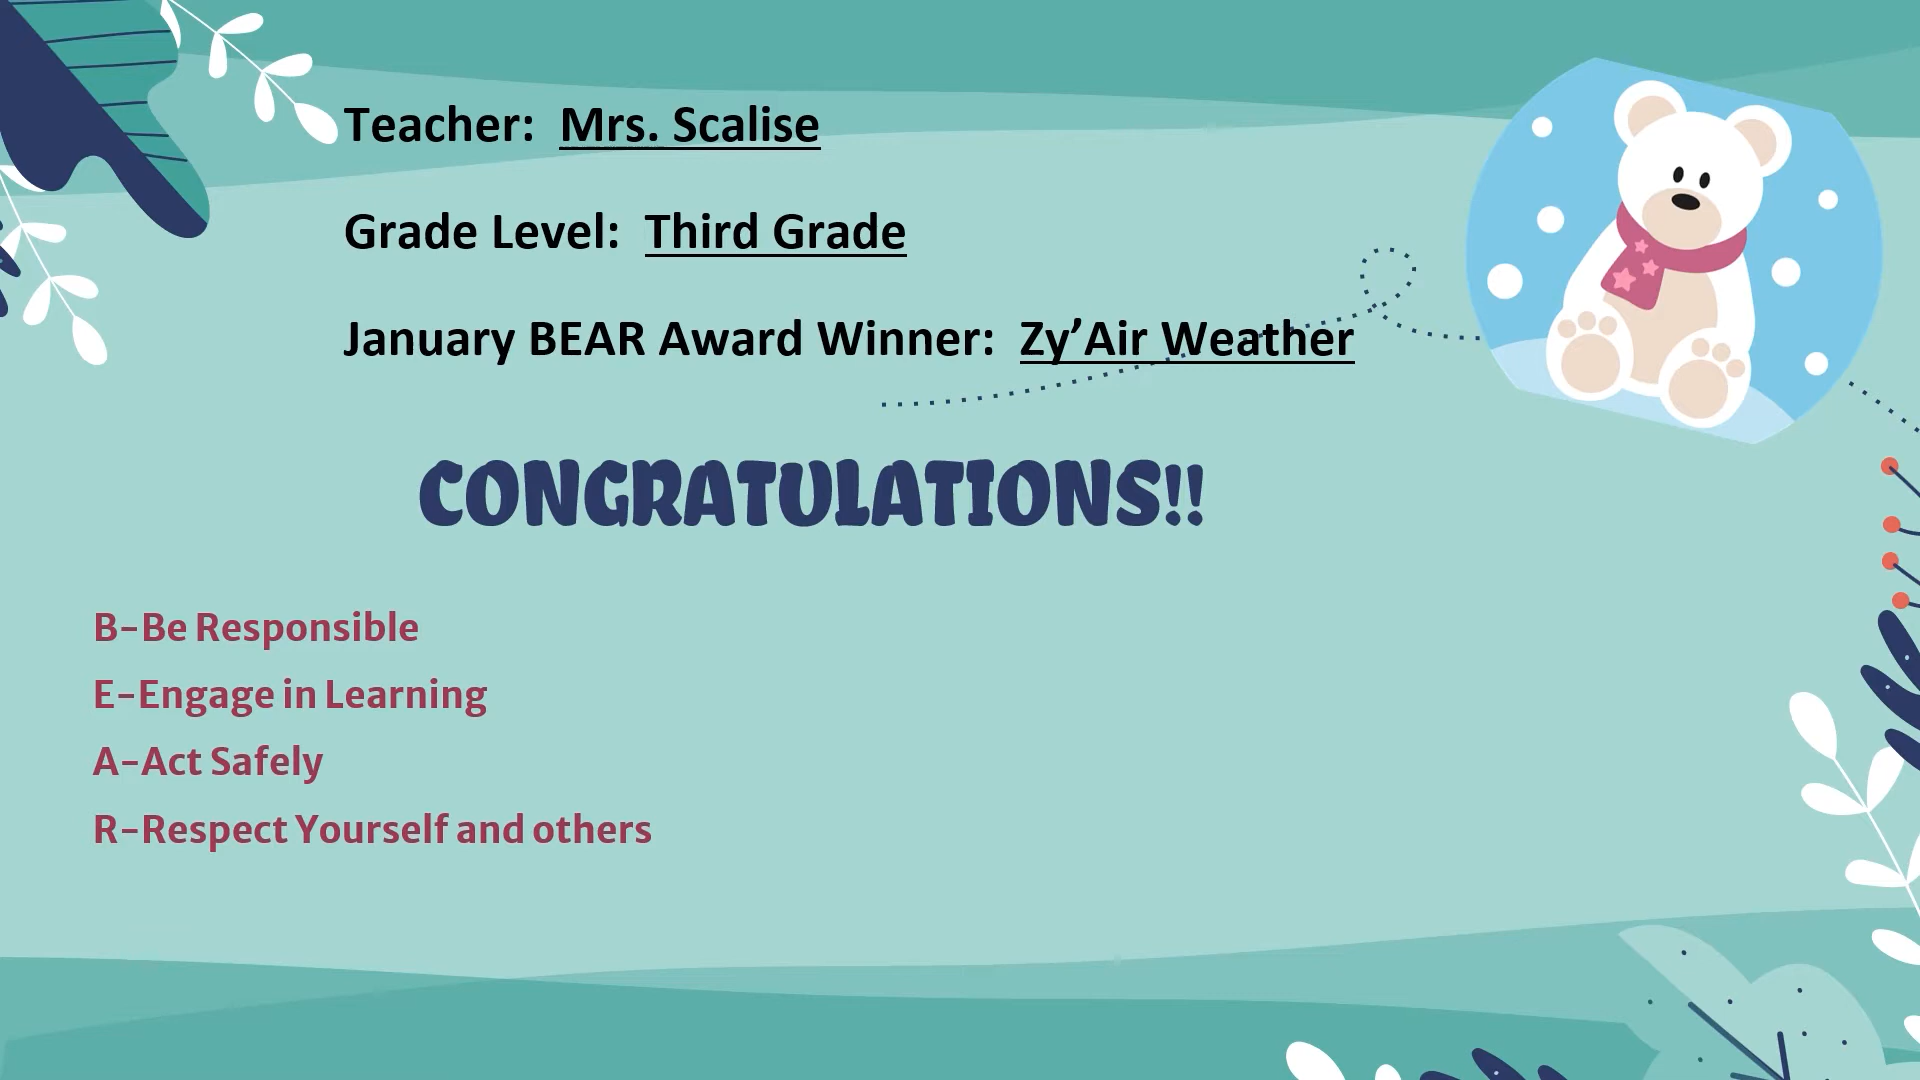 Teacher: Mrs. Scalise
Grade Level: Third Grade
January BEAR Award Winner: Zy’Air Weather
CONGRATULATIONS!!
B–Be Responsible
E–Engage in Learning
A–Act Safely
R–Respect Yourself and others